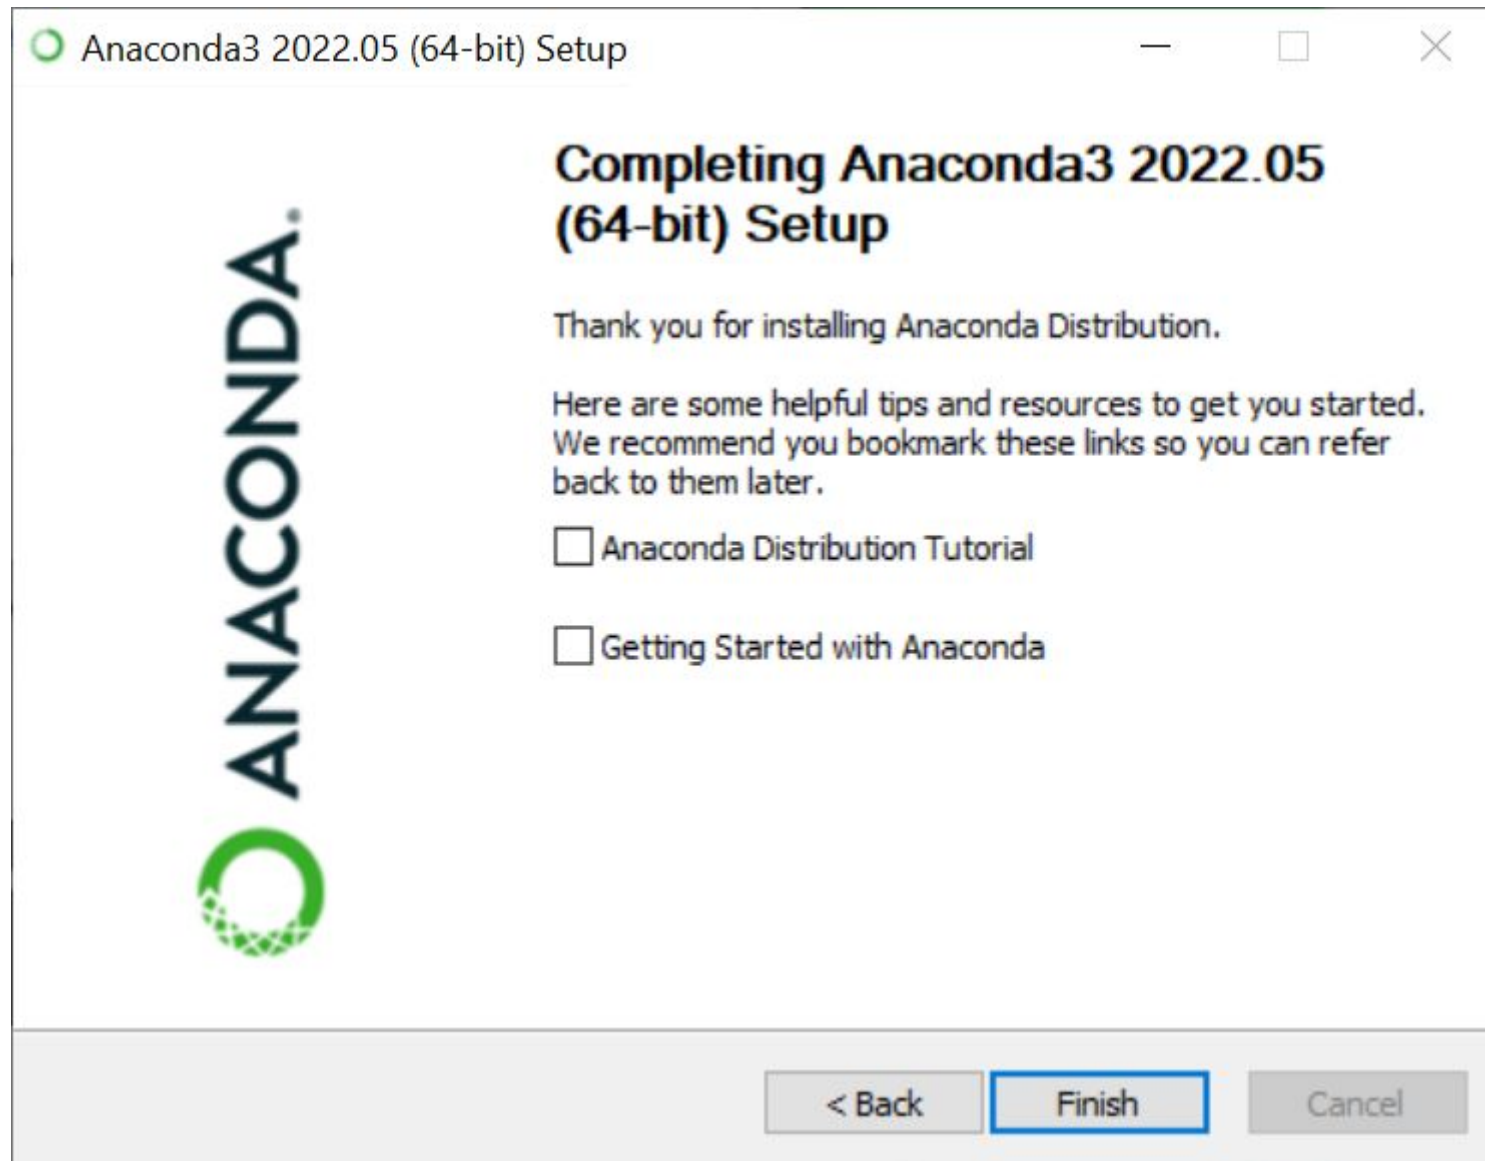 Anaconda3 2022.05 (64-bit) Setup
ANACONDA.
Completing Anaconda3 2022.05
(64-bit) Setup
Thank you for installing Anaconda Distribution.
Here are some helpful tips and resources to get you started.
We recommend you bookmark these links so you can refer
back to them later.
Anaconda Distribution Tutorial
Getting Started with Anaconda
< Back
Finish
Cancel